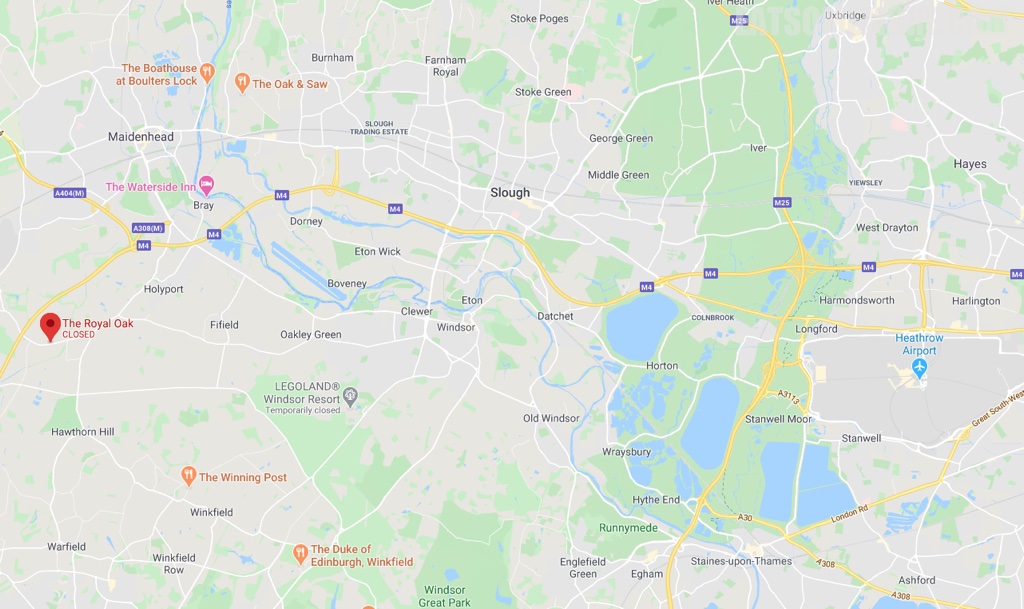 Stoke Poges
Iver Heath
M25
Uxbridge
The Boathouse
at Boulters Lock
The Oak & Saw
Burnham
Farnham
Royal
Stoke Green
Maidenhead
SLOUGH
TRADING ESTATE
George Green
Iver
Hayes
Middle Green
YIEWSLEY
A404(M)
The Waterside Inn
Bray
M4
M4
Slough
M25
Dorney
A308(M)
M4
M4
West Drayton
Eton Wick
M4
M4
M4
M4
Holyport
Boveney
Eton
Clewer
Windsor
Datchet
COLNBROOK
Harmondsworth
Harlington
The Royal Oak
CLOSED
Fifield
Oakley Green
Longford
Heathrow
Airport
Horton
LEGOLAND®
Windsor Resort
Temporarily closed
A3113
Old Windsor
Stanwell Moor
Great South-West
Hawthorn Hill
Stanwell
Wraysbury
The Winning Post
Hythe End
Winkfield
A30
London Rd
Runnymede
Warfield
Winkfield
Row
The Duke of
Edinburgh, Winkfield
Englefield
Green
Egham
Staines-upon-Thames
A308
Ashford
A308
Windsor
Great Park